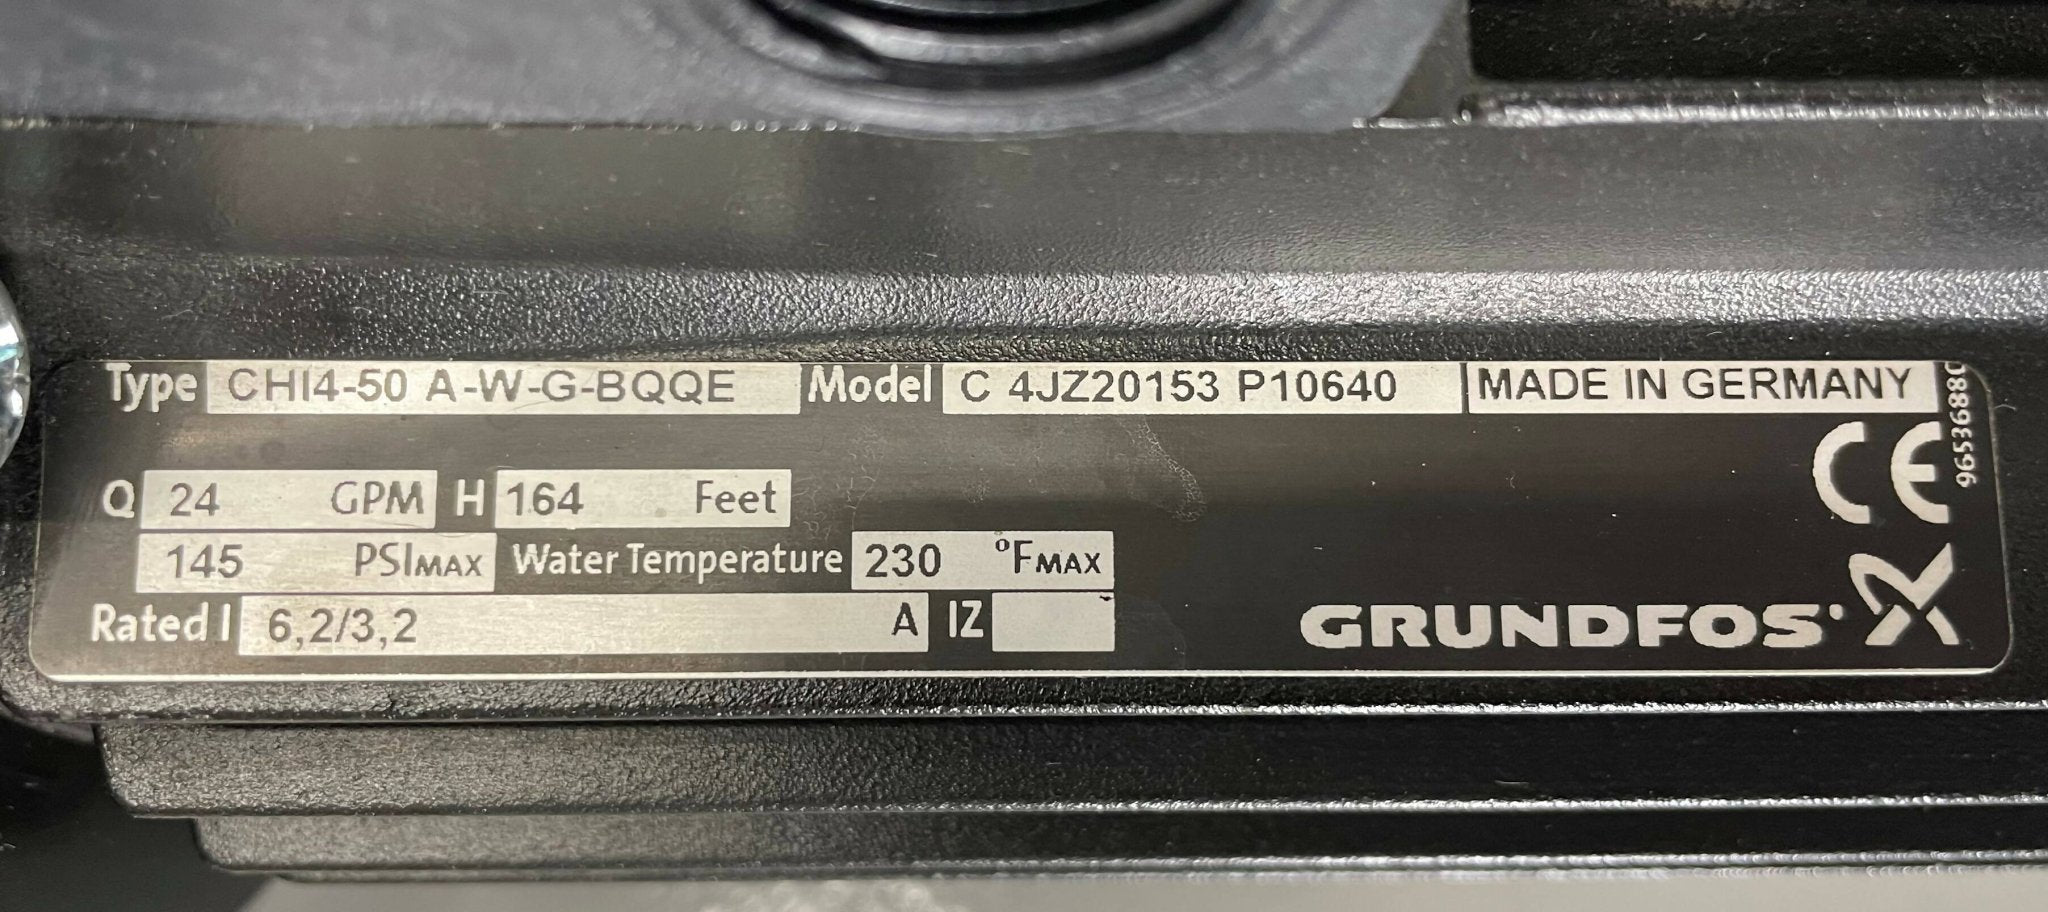 Type CHI4-50 A-W-G-BQQE Model C 4JZ20153 P10640 MADE IN GERMANY
Q 24 GPM H 164 Feet
145 PSIMAX Water Temperature 230 °FMAX
Rated I 6,2/3,2 A IZ
CE
GRUNDFOS